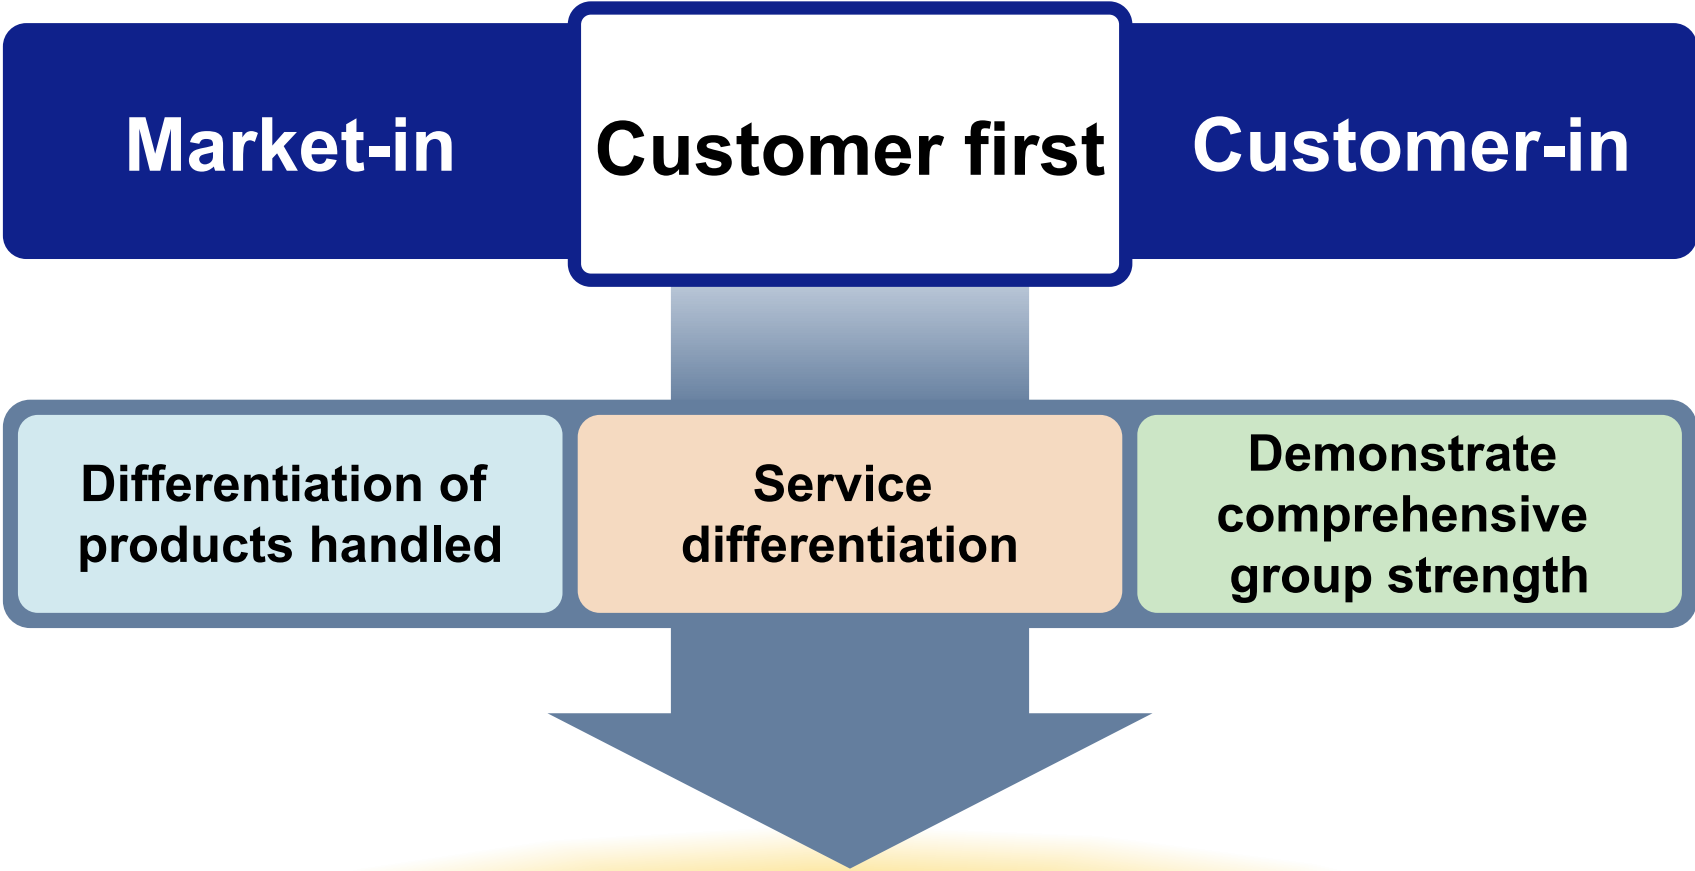 Market-in
Customer first
Customer-in
Differentiation of
products handled
Service
differentiation
Demonstrate
comprehensive
group strength